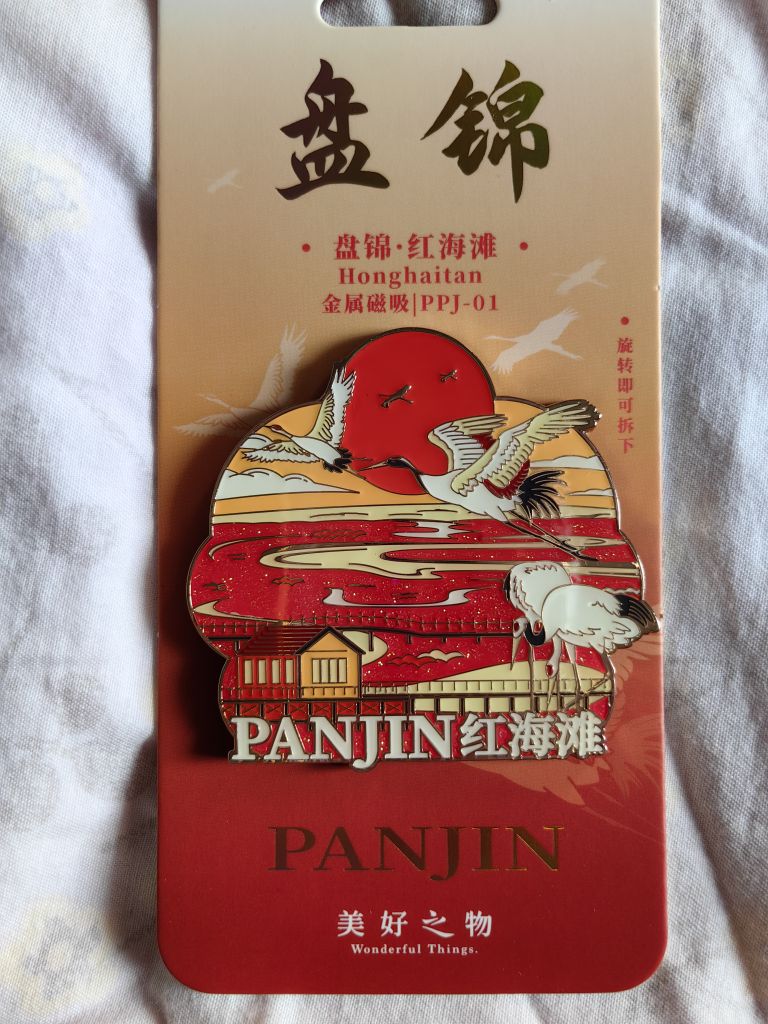 盘锦
• 盘锦·红海滩 •
Honghaitan
金属磁吸|PPJ-01
• 旋转即可拆下
PANJIN红海滩
PANJIN
美好之物
Wonderful Things.